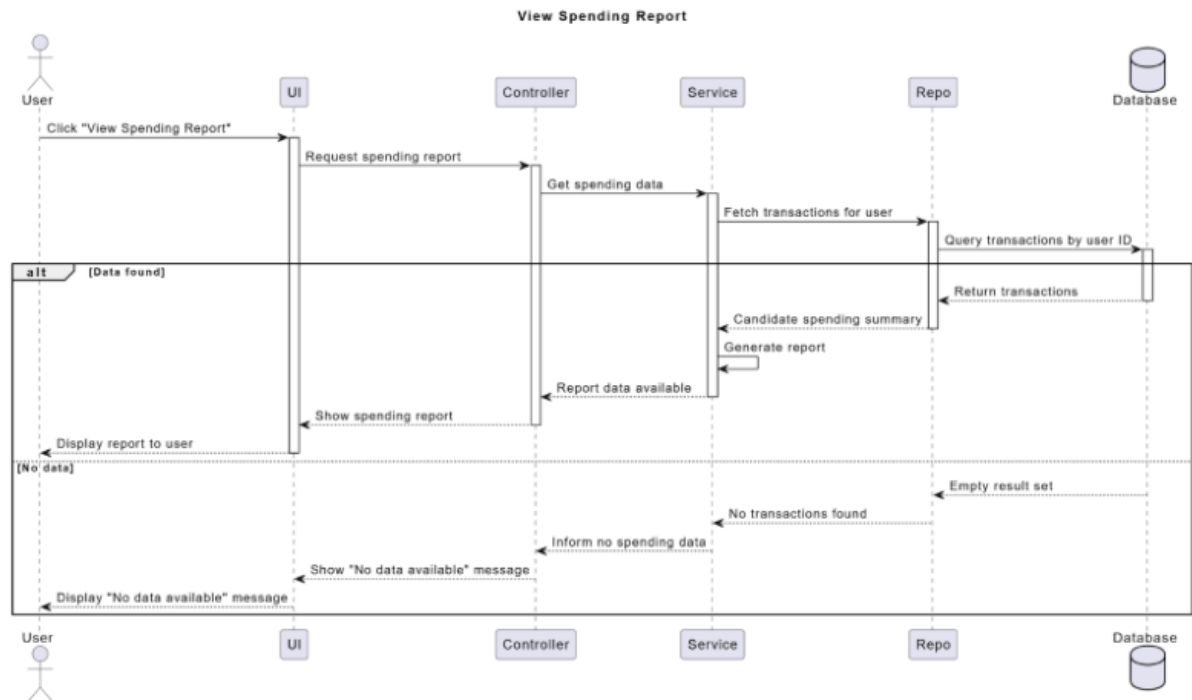 View Spending Report
User
UI
Controller
Service
Repo
Database
Click "View Spending Report"
Request spending report
Get spending data
Fetch transactions for user
Query transactions by user ID
alt [Data found]
Return transactions
Candidate spending summary
Generate report
Report data available
Show spending report
Display report to user
[No data]
Empty result set
No transactions found
Inform no spending data
Show "No data available" message
Display "No data available" message
User
UI
Controller
Service
Repo
Database